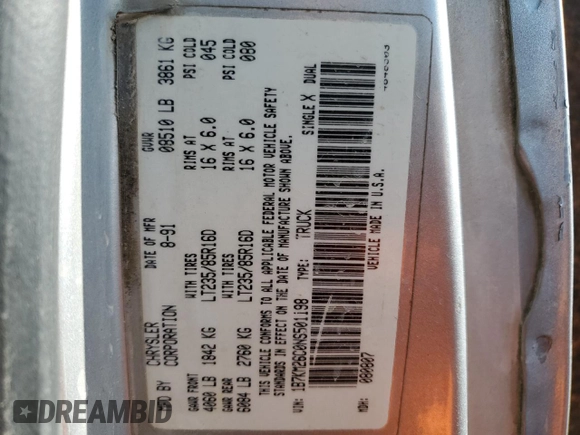 MFD BY CHRYSLER CORPORATION DATE OF MFR 8-91 GVWR 08510 LB 3861 KG
GAWR FRONT WITH TIRES RIMS AT PSI COLD
4060 LB 1842 KG LT235/85R16D 16 X 6.0 045
GAWR REAR WITH TIRES RIMS AT PSI COLD
6084 LB 2760 KG LT235/85R16D 16 X 6.0 080
THIS VEHICLE CONFORMS TO ALL APPLICABLE FEDERAL MOTOR VEHICLE SAFETY
STANDARDS IN EFFECT ON THE DATE OF MANUFACTURE SHOWN ABOVE.
VIN: 1B7KM26C0NS501198 TYPE: TRUCK SINGLE X DUAL
MDH: 080807 VEHICLE MADE IN U.S.A.
BIDFAX